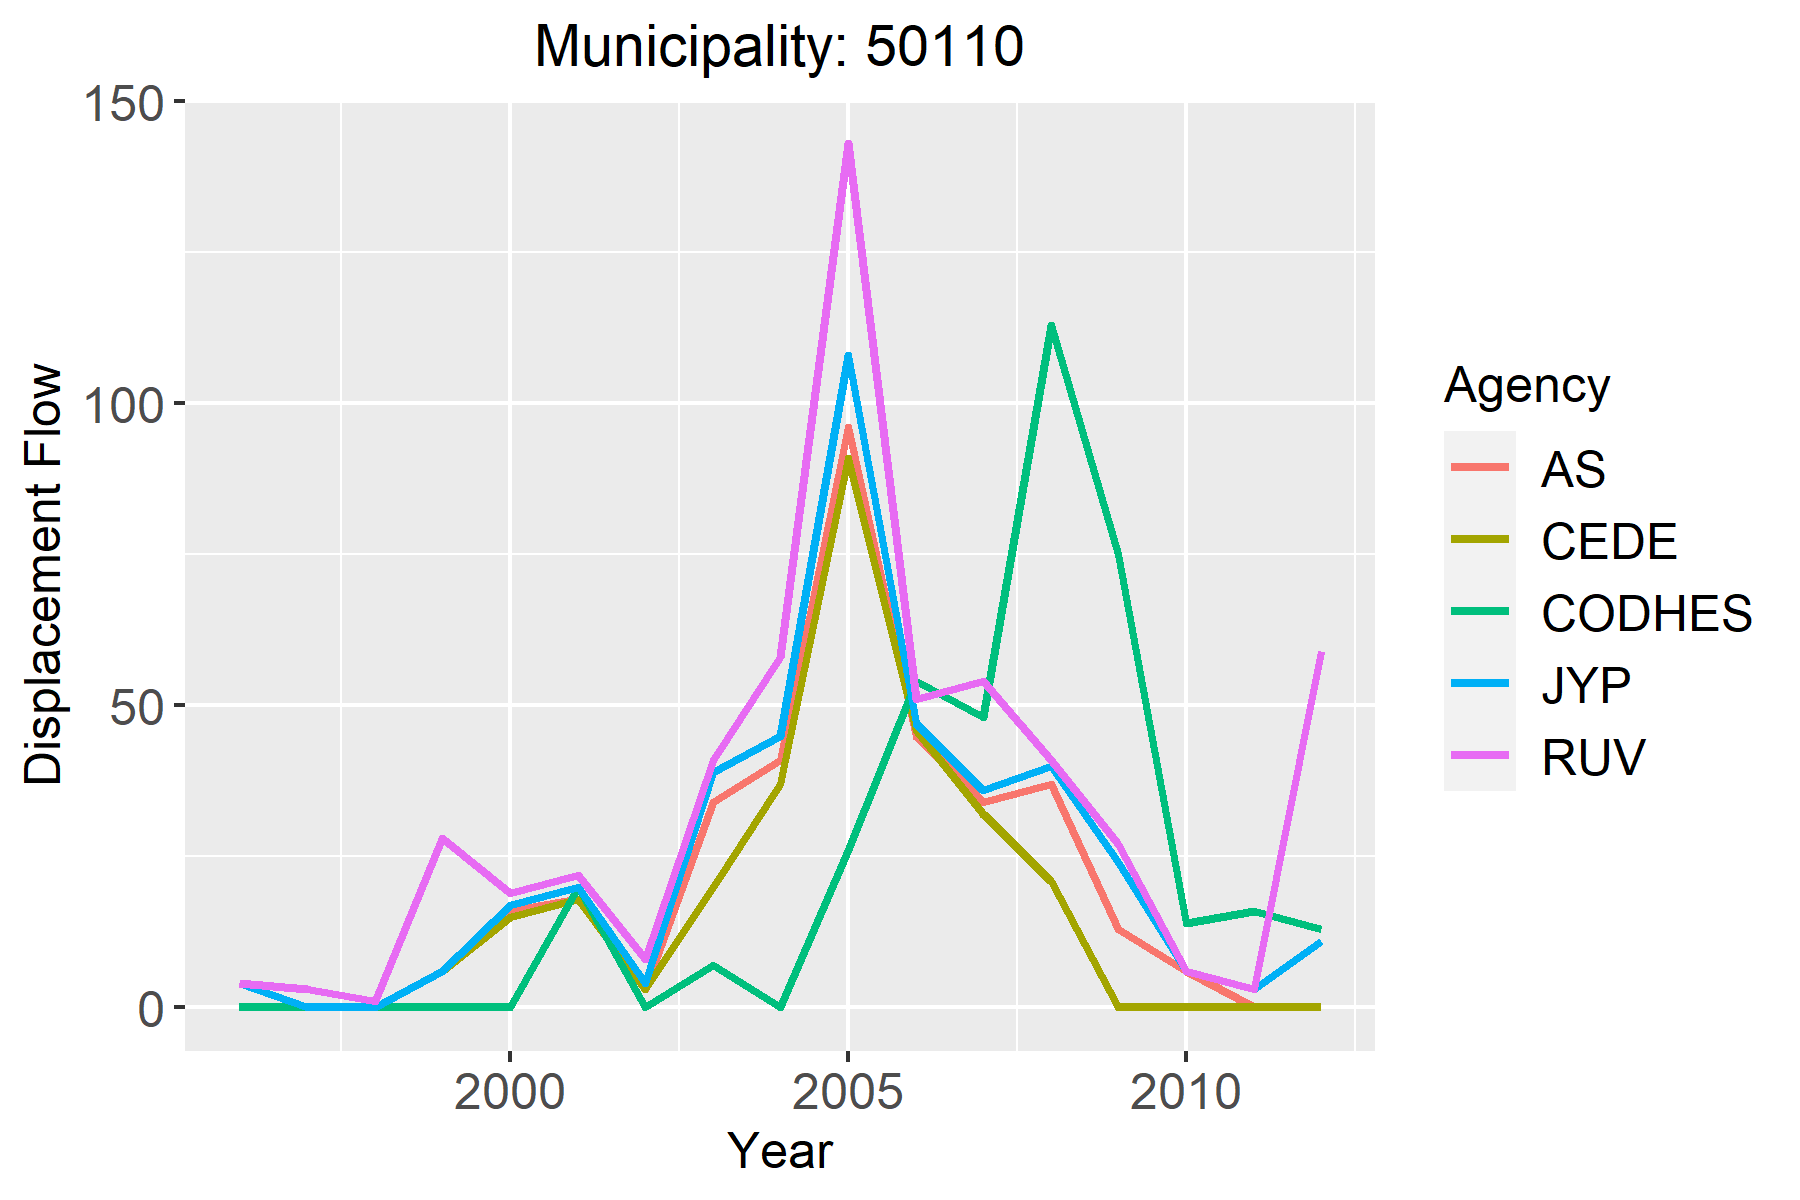 Municipality: 50110
150
100
50
0
Displacement Flow
2000 2005 2010
Year
Agency
AS
CEDE
CODHES
JYP
RUV